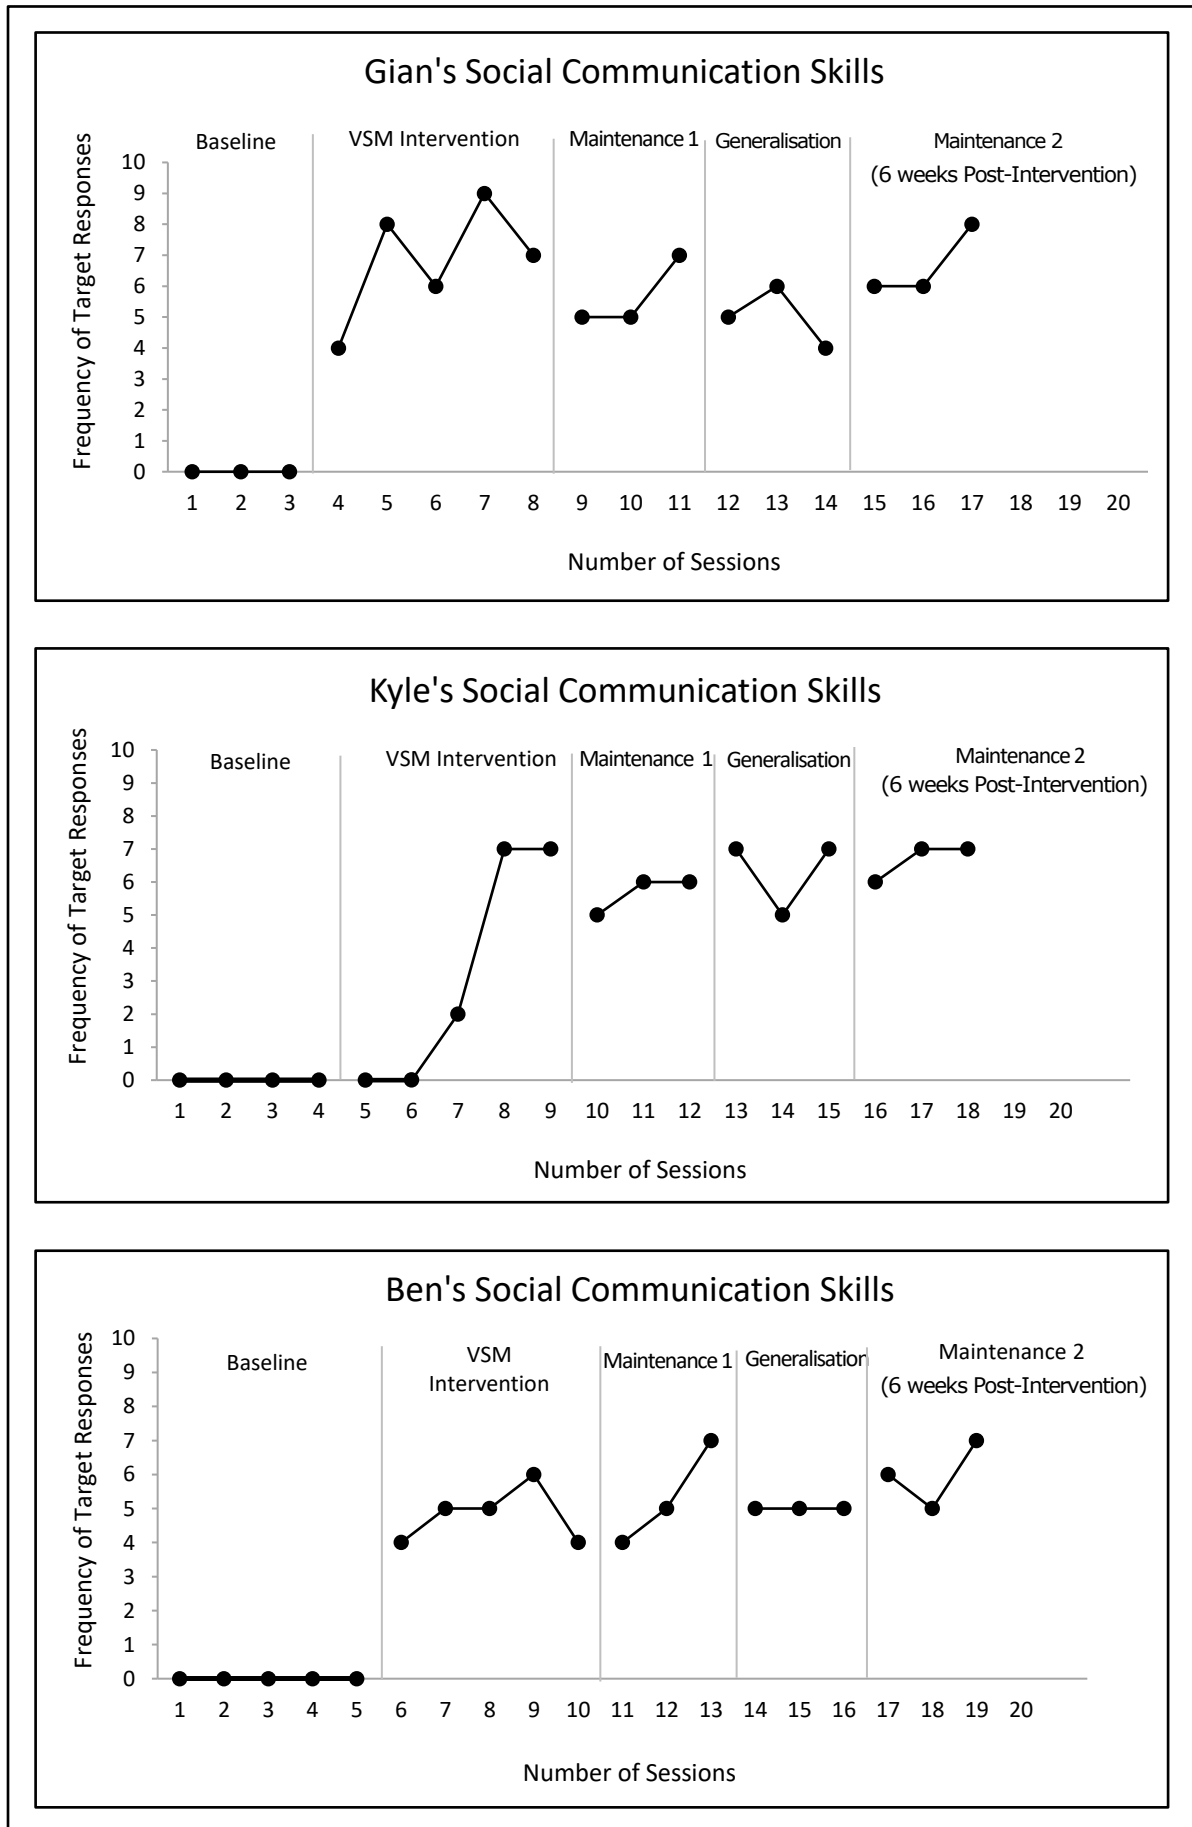 Gian's Social Communication Skills
Baseline
VSM Intervention
Maintenance 1
Generalisation
Maintenance 2
(6 weeks Post-Intervention)
Frequency of Target Responses
10
9
8
7
6
5
4
3
2
1
0
1 2 3 4 5 6 7 8 9 10 11 12 13 14 15 16 17 18 19 20
Number of Sessions
Kyle's Social Communication Skills
Baseline
VSM Intervention
Maintenance 1
Generalisation
Maintenance 2
(6 weeks Post-Intervention)
Frequency of Target Responses
10
9
8
7
6
5
4
3
2
1
0
1 2 3 4 5 6 7 8 9 10 11 12 13 14 15 16 17 18 19 20
Number of Sessions
Ben's Social Communication Skills
Baseline
VSM
Intervention
Maintenance 1
Generalisation
Maintenance 2
(6 weeks Post-Intervention)
Frequency of Target Responses
10
9
8
7
6
5
4
3
2
1
0
1 2 3 4 5 6 7 8 9 10 11 12 13 14 15 16 17 18 19 20
Number of Sessions